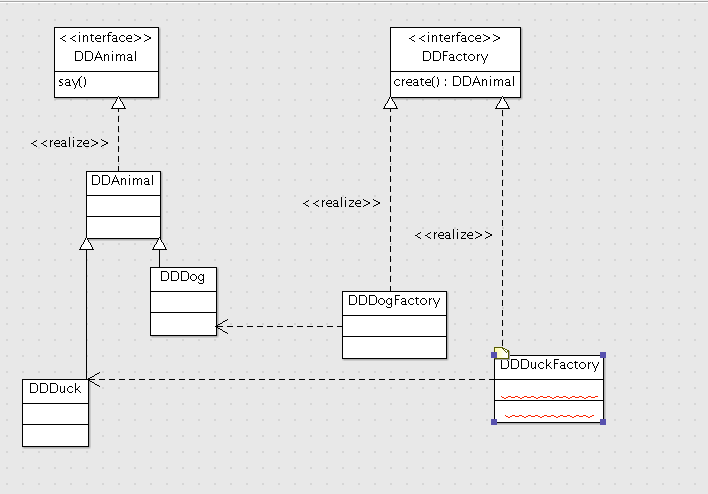 <<interface>>
DDAnimal
say()
<<interface>>
DDFactory
create() : DDAnimal
<<realize>>
DDAnimal
<<realize>>
<<realize>>
DDDog
DDDogFactory
DDDuckFactory
DDDuck